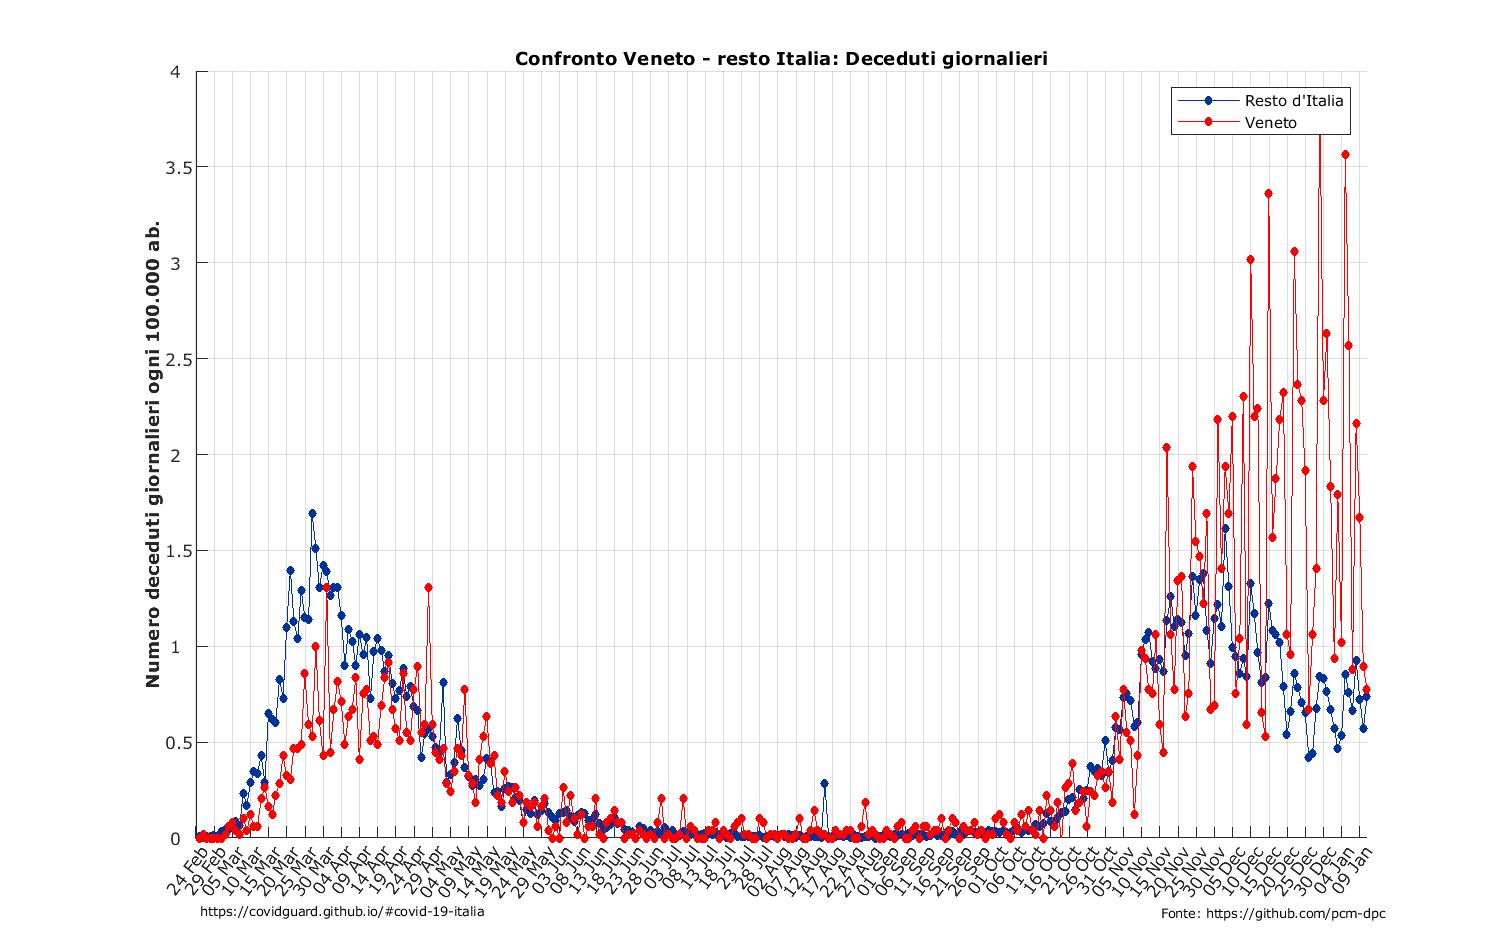 Confronto Veneto - resto Italia: Deceduti giornalieri
Resto d'Italia
Veneto
Numero deceduti giornalieri ogni 100.000 ab.
4
3.5
3
2.5
2
1.5
1
0.5
0
24 Feb
29 Feb
05 Mar
10 Mar
15 Mar
20 Mar
25 Mar
30 Mar
04 Apr
09 Apr
14 Apr
19 Apr
24 Apr
29 Apr
04 May
09 May
14 May
19 May
24 May
29 May
03 Jun
08 Jun
13 Jun
18 Jun
23 Jun
28 Jun
03 Jul
08 Jul
13 Jul
18 Jul
23 Jul
28 Jul
02 Aug
07 Aug
12 Aug
17 Aug
22 Aug
27 Aug
01 Sep
06 Sep
11 Sep
16 Sep
21 Sep
26 Sep
01 Oct
06 Oct
11 Oct
16 Oct
21 Oct
26 Oct
31 Oct
05 Nov
10 Nov
15 Nov
20 Nov
25 Nov
30 Nov
05 Dec
10 Dec
15 Dec
20 Dec
25 Dec
30 Dec
04 Jan
09 Jan
https://covidguard.github.io/#covid-19-italia
Fonte: https://github.com/pcm-dpc